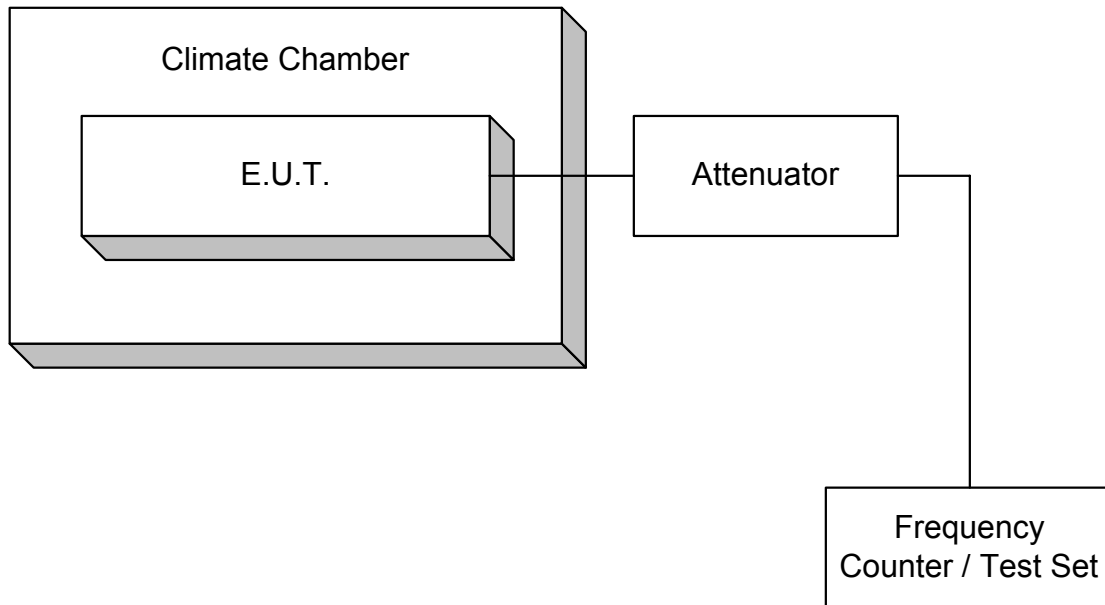 Climate Chamber
E.U.T.
Attenuator
Frequency
Counter / Test Set